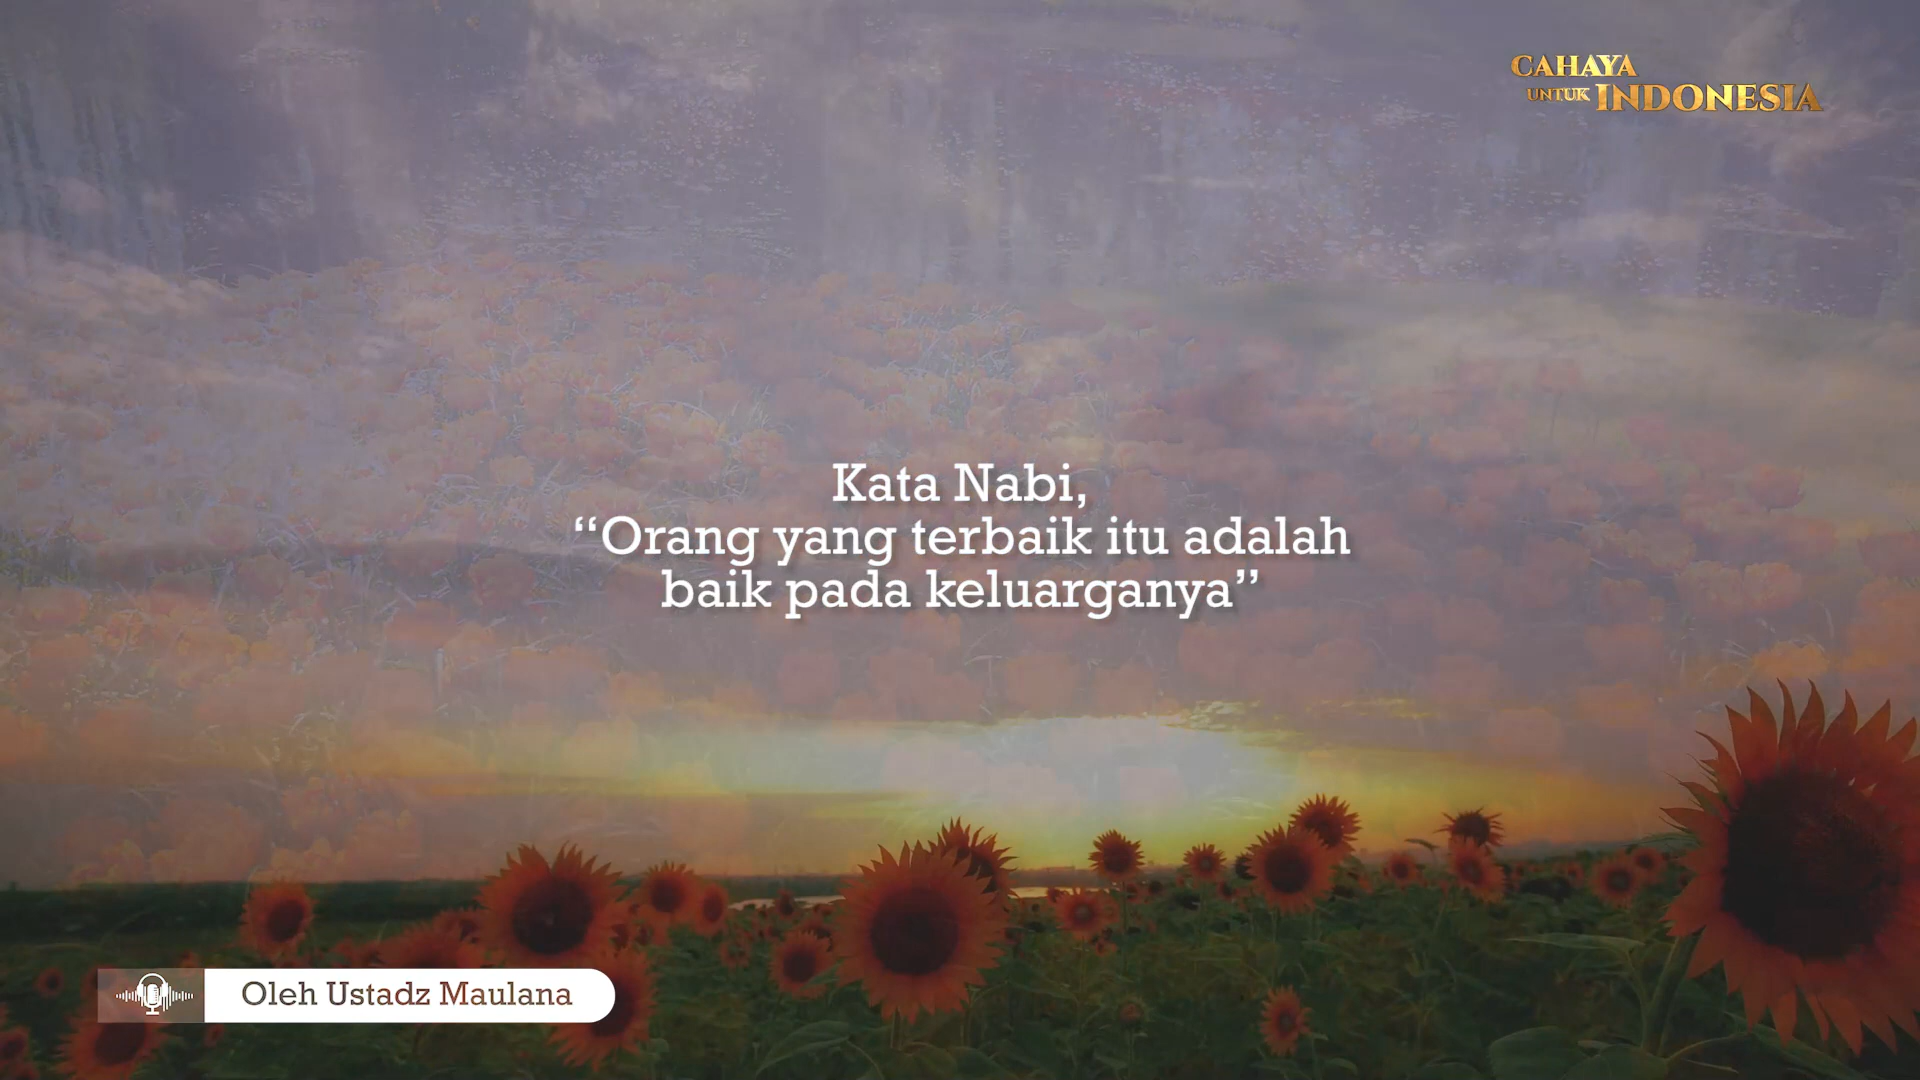 CAHAYA
UNTUK INDONESIA
Kata Nabi,
“Orang yang terbaik itu adalah
baik pada keluarganya”
Oleh Ustadz Maulana